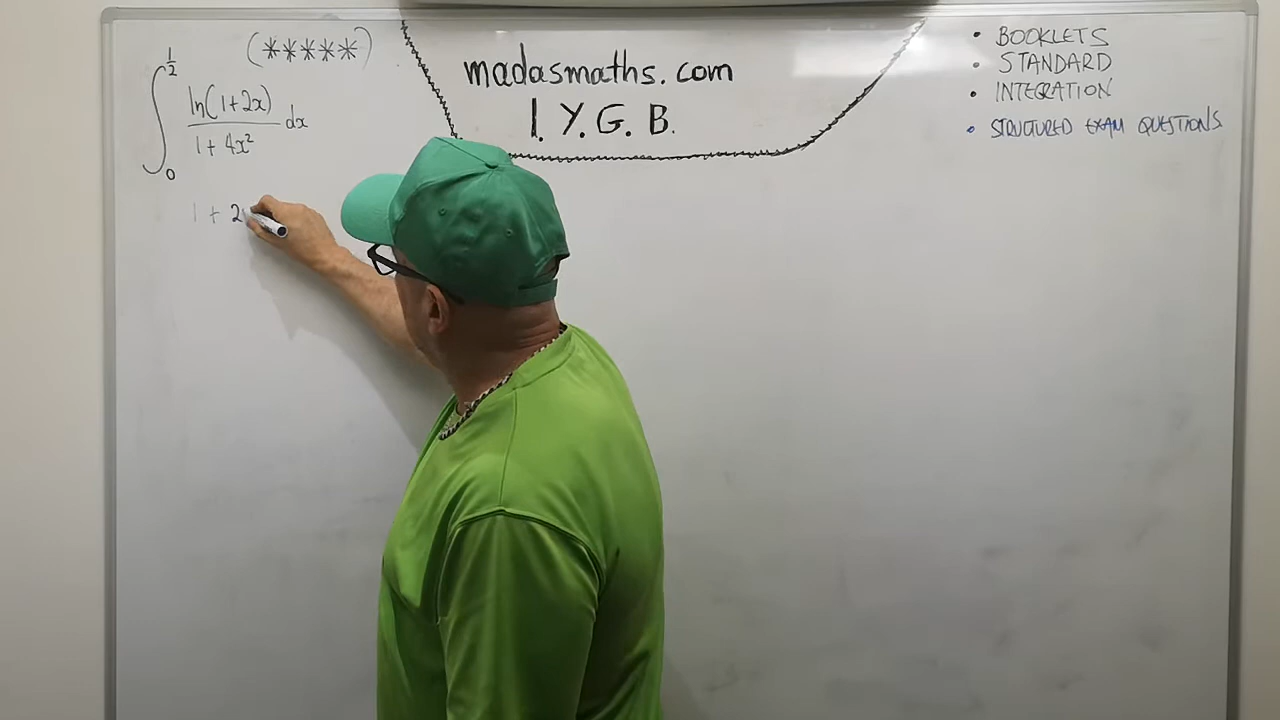 (*****)
∫₀^{1/2} ln(1+2x)/(1+4x²) dx
1 + 2
madasmaths.com
I.Y.G.B.
• BOOKLETS
• STANDARD
• INTEGRATION
• STRUCTURED EXAM QUESTIONS